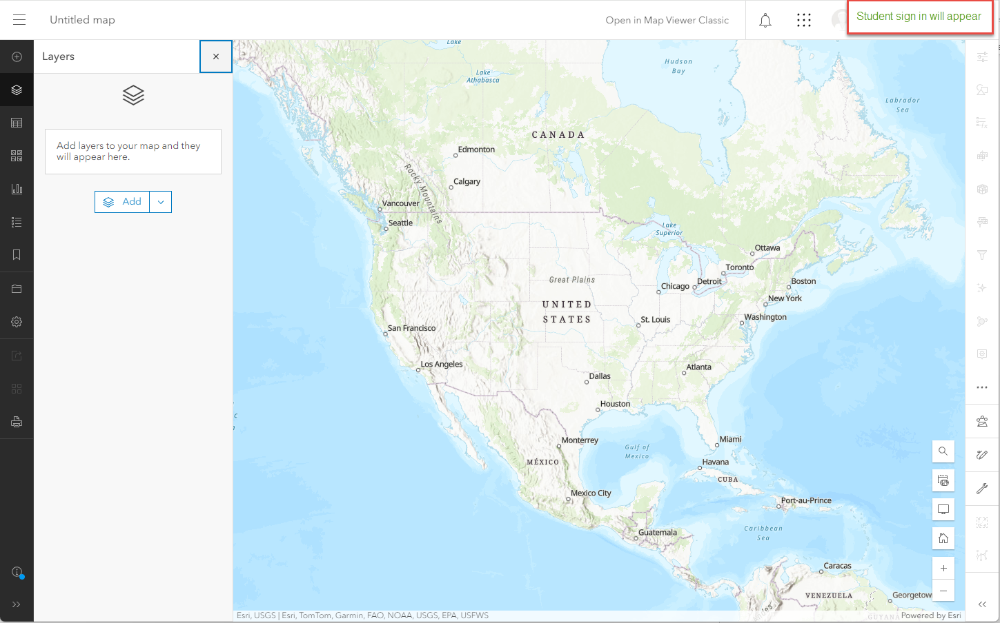 Untitled map
Open in Map Viewer Classic
Student sign in will appear
Layers
Add layers to your map and they
will appear here.
Add
Lake
Lake
Athabasca
Hudson
Bay
Labrador
Sea
CANADA
Edmonton
Rocky Mountains
Calgary
Vancouver
Seattle
Lake
Superior
Ottawa
Toronto
Great Plains
Chicago
Detroit
Boston
New York
UNITED
STATES
St. Louis
Washington
San Francisco
Los Angeles
Atlanta
Dallas
Houston
c
Monterrey
Miami
Gulf of
Mexico
MÉXICO
Havana
CUBA
Mexico City
Port-au-Prince
Guatemala
Caribbean
Sea
Caracas
VENEZUELA
Georgetow
GUYANA
Esri, USGS | Esri, TomTom, Garmin, FAO, NOAA, USGS, EPA, USFWS
Powered by Esri